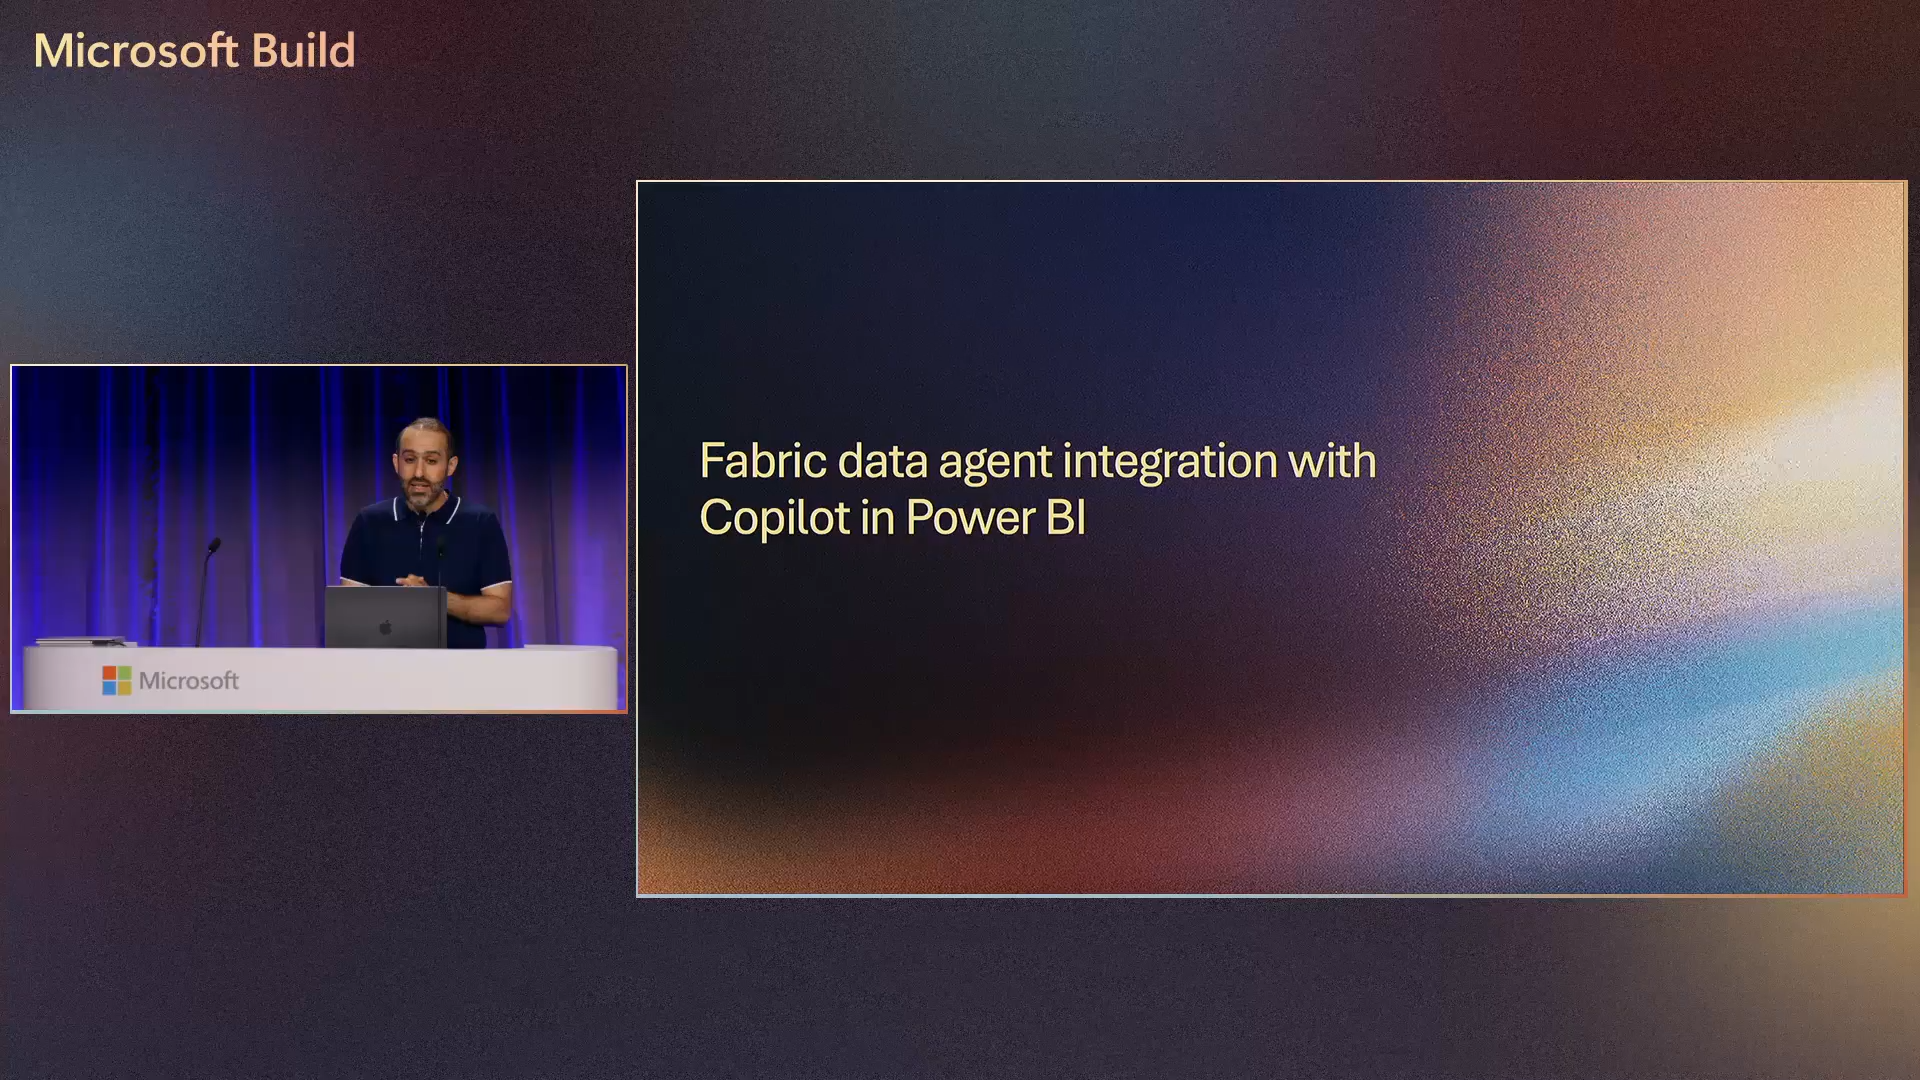 Microsoft Build
Fabric data agent integration with
Copilot in Power BI
Microsoft